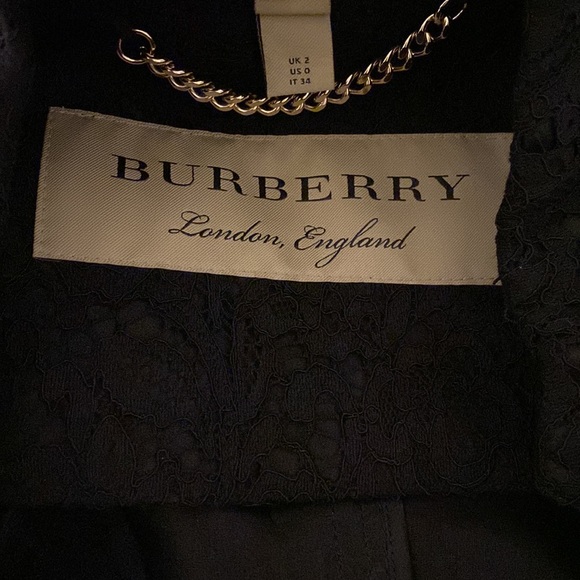 UK 2
US 0
IT 34
BURBERRY
London, England